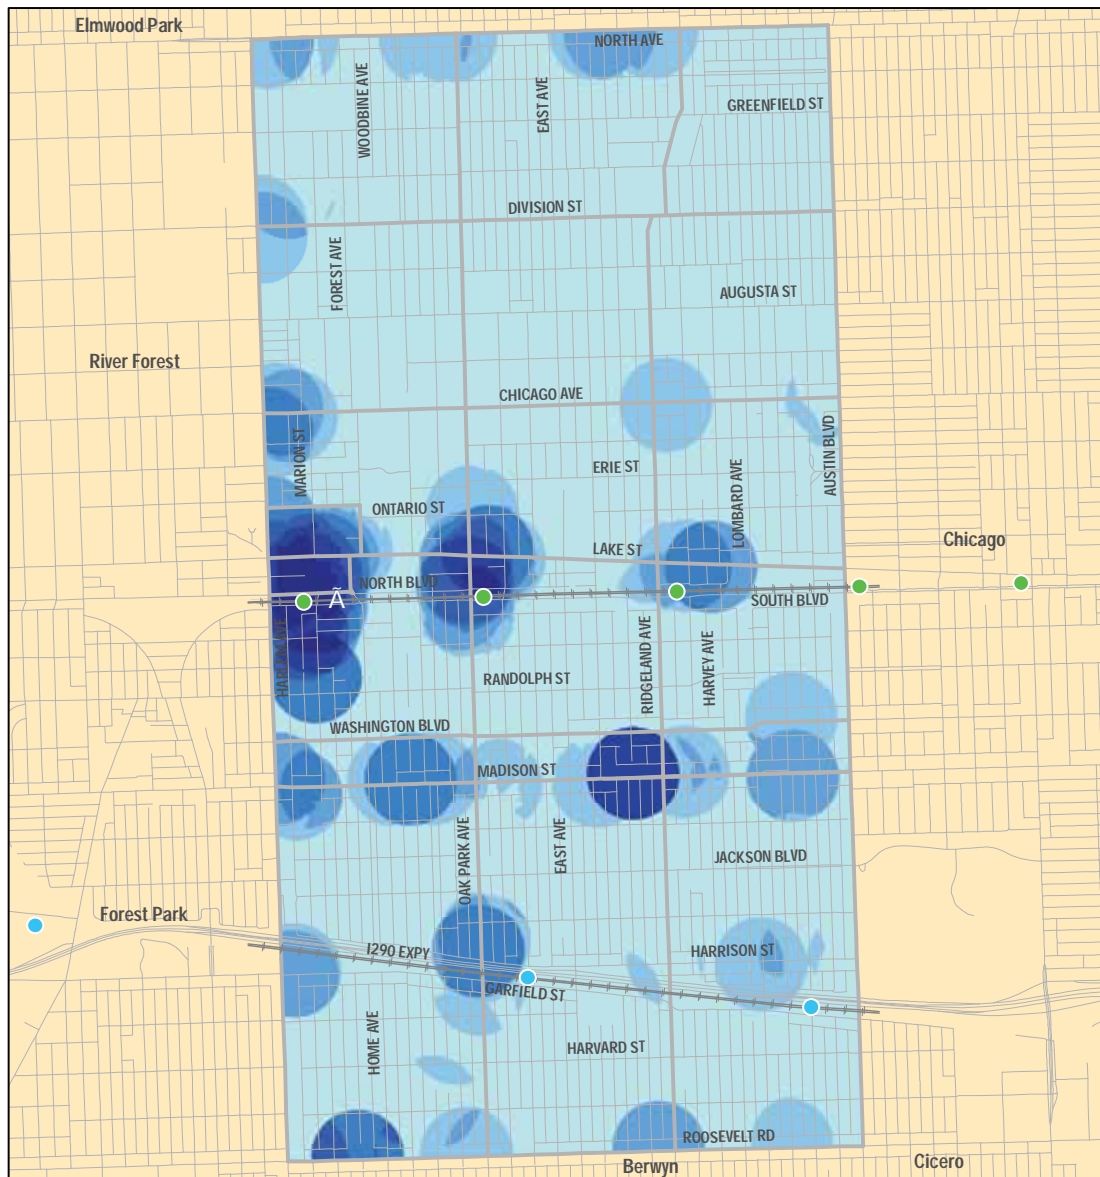 Elmwood Park
NORTH AVE
WOODBINE AVE
EAST AVE
GREENFIELD ST
DIVISION ST
FOREST AVE
AUGUSTA ST
River Forest
CHICAGO AVE
MARION ST
AUSTIN BLVD
ERIE ST
LOMBARD AVE
ONTARIO ST
LAKE ST
Chicago
NORTH BLVD
Ã
SOUTH BLVD
HARLEM AVE
RIDGELAND AVE
HARVEY AVE
RANDOLPH ST
WASHINGTON BLVD
MADISON ST
OAK PARK AVE
EAST AVE
JACKSON BLVD
Forest Park
I290 EXPY
HARRISON ST
GARFIELD ST
HOME AVE
HARVARD ST
ROOSEVELT RD
Berwyn
Cicero